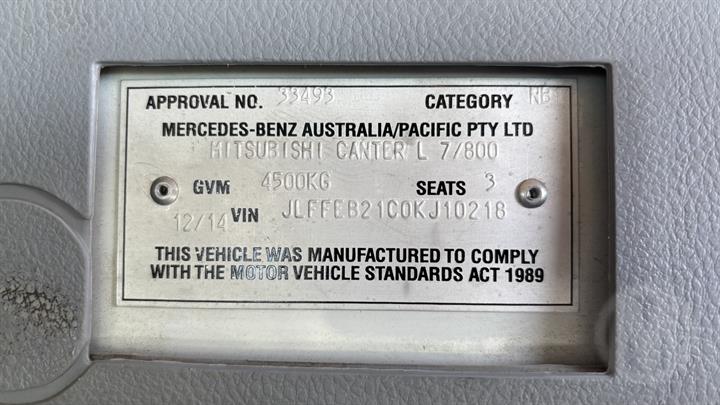 APPROVAL NO. 33493 CATEGORY NB1
MERCEDES-BENZ AUSTRALIA/PACIFIC PTY LTD
MITSUBISHI CANTER L 7/800
GVM 4500KG SEATS 3
12/14 VIN JLFFEB21C0KJ10218
THIS VEHICLE WAS MANUFACTURED TO COMPLY
WITH THE MOTOR VEHICLE STANDARDS ACT 1989